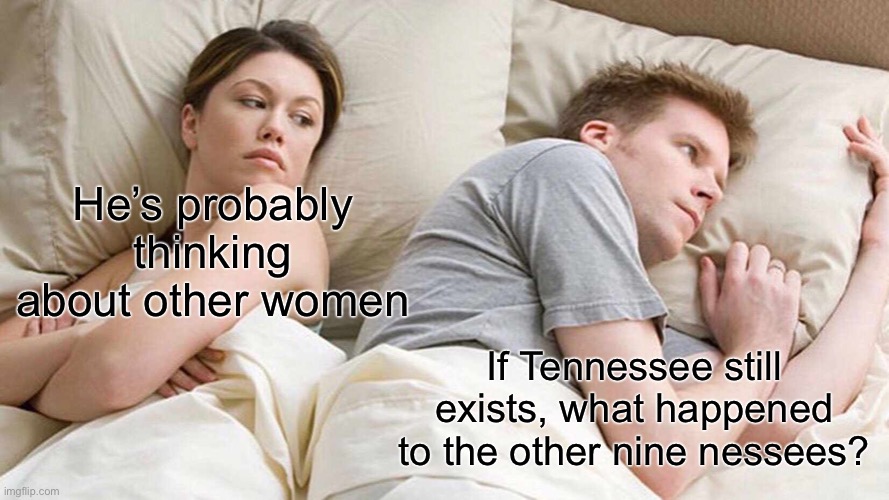 He’s probably
thinking
about other women
If Tennessee still
exists, what happened
to the other nine nessees?
imgflip.com